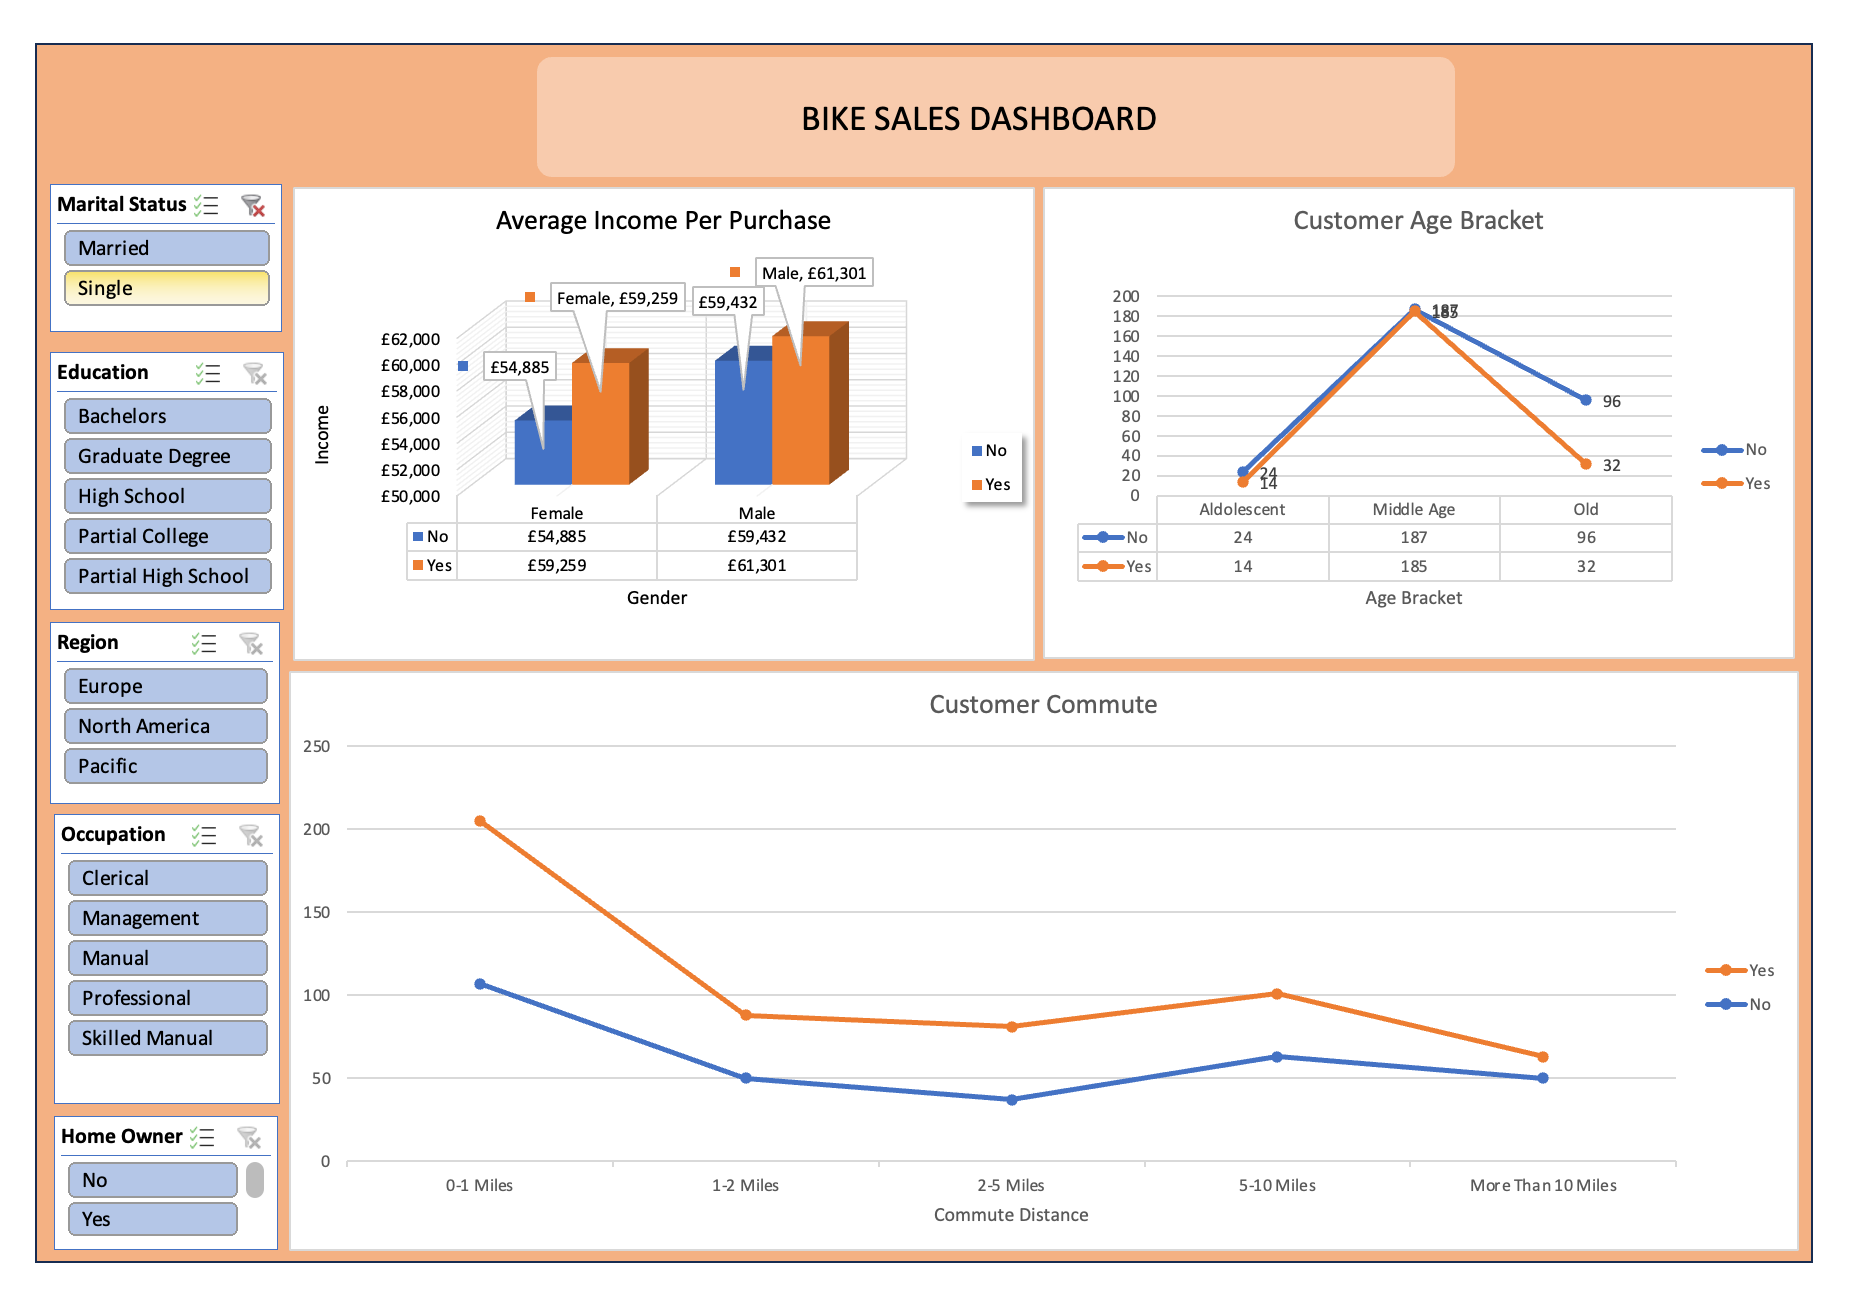 BIKE SALES DASHBOARD
Marital Status
Married
Single
Education
Bachelors
Graduate Degree
High School
Partial College
Partial High School
Region
Europe
North America
Pacific
Occupation
Clerical
Management
Manual
Professional
Skilled Manual
Home Owner
No
Yes
Average Income Per Purchase
Male, £61,301
Female, £59,259
£59,432
£54,885
£62,000
£60,000
£58,000
£56,000
£54,000
£52,000
£50,000
Income
No
Yes
Female Male
No £54,885 £59,432
Yes £59,259 £61,301
Gender
Customer Age Bracket
200
180
160
140
120
100
80
60
40
20
0
187
185
96
32
24
14
No
Yes
Aldolescent Middle Age Old
No 24 187 96
Yes 14 185 32
Age Bracket
Customer Commute
250
200
150
100
50
0
Yes
No
0-1 Miles 1-2 Miles 2-5 Miles 5-10 Miles More Than 10 Miles
Commute Distance